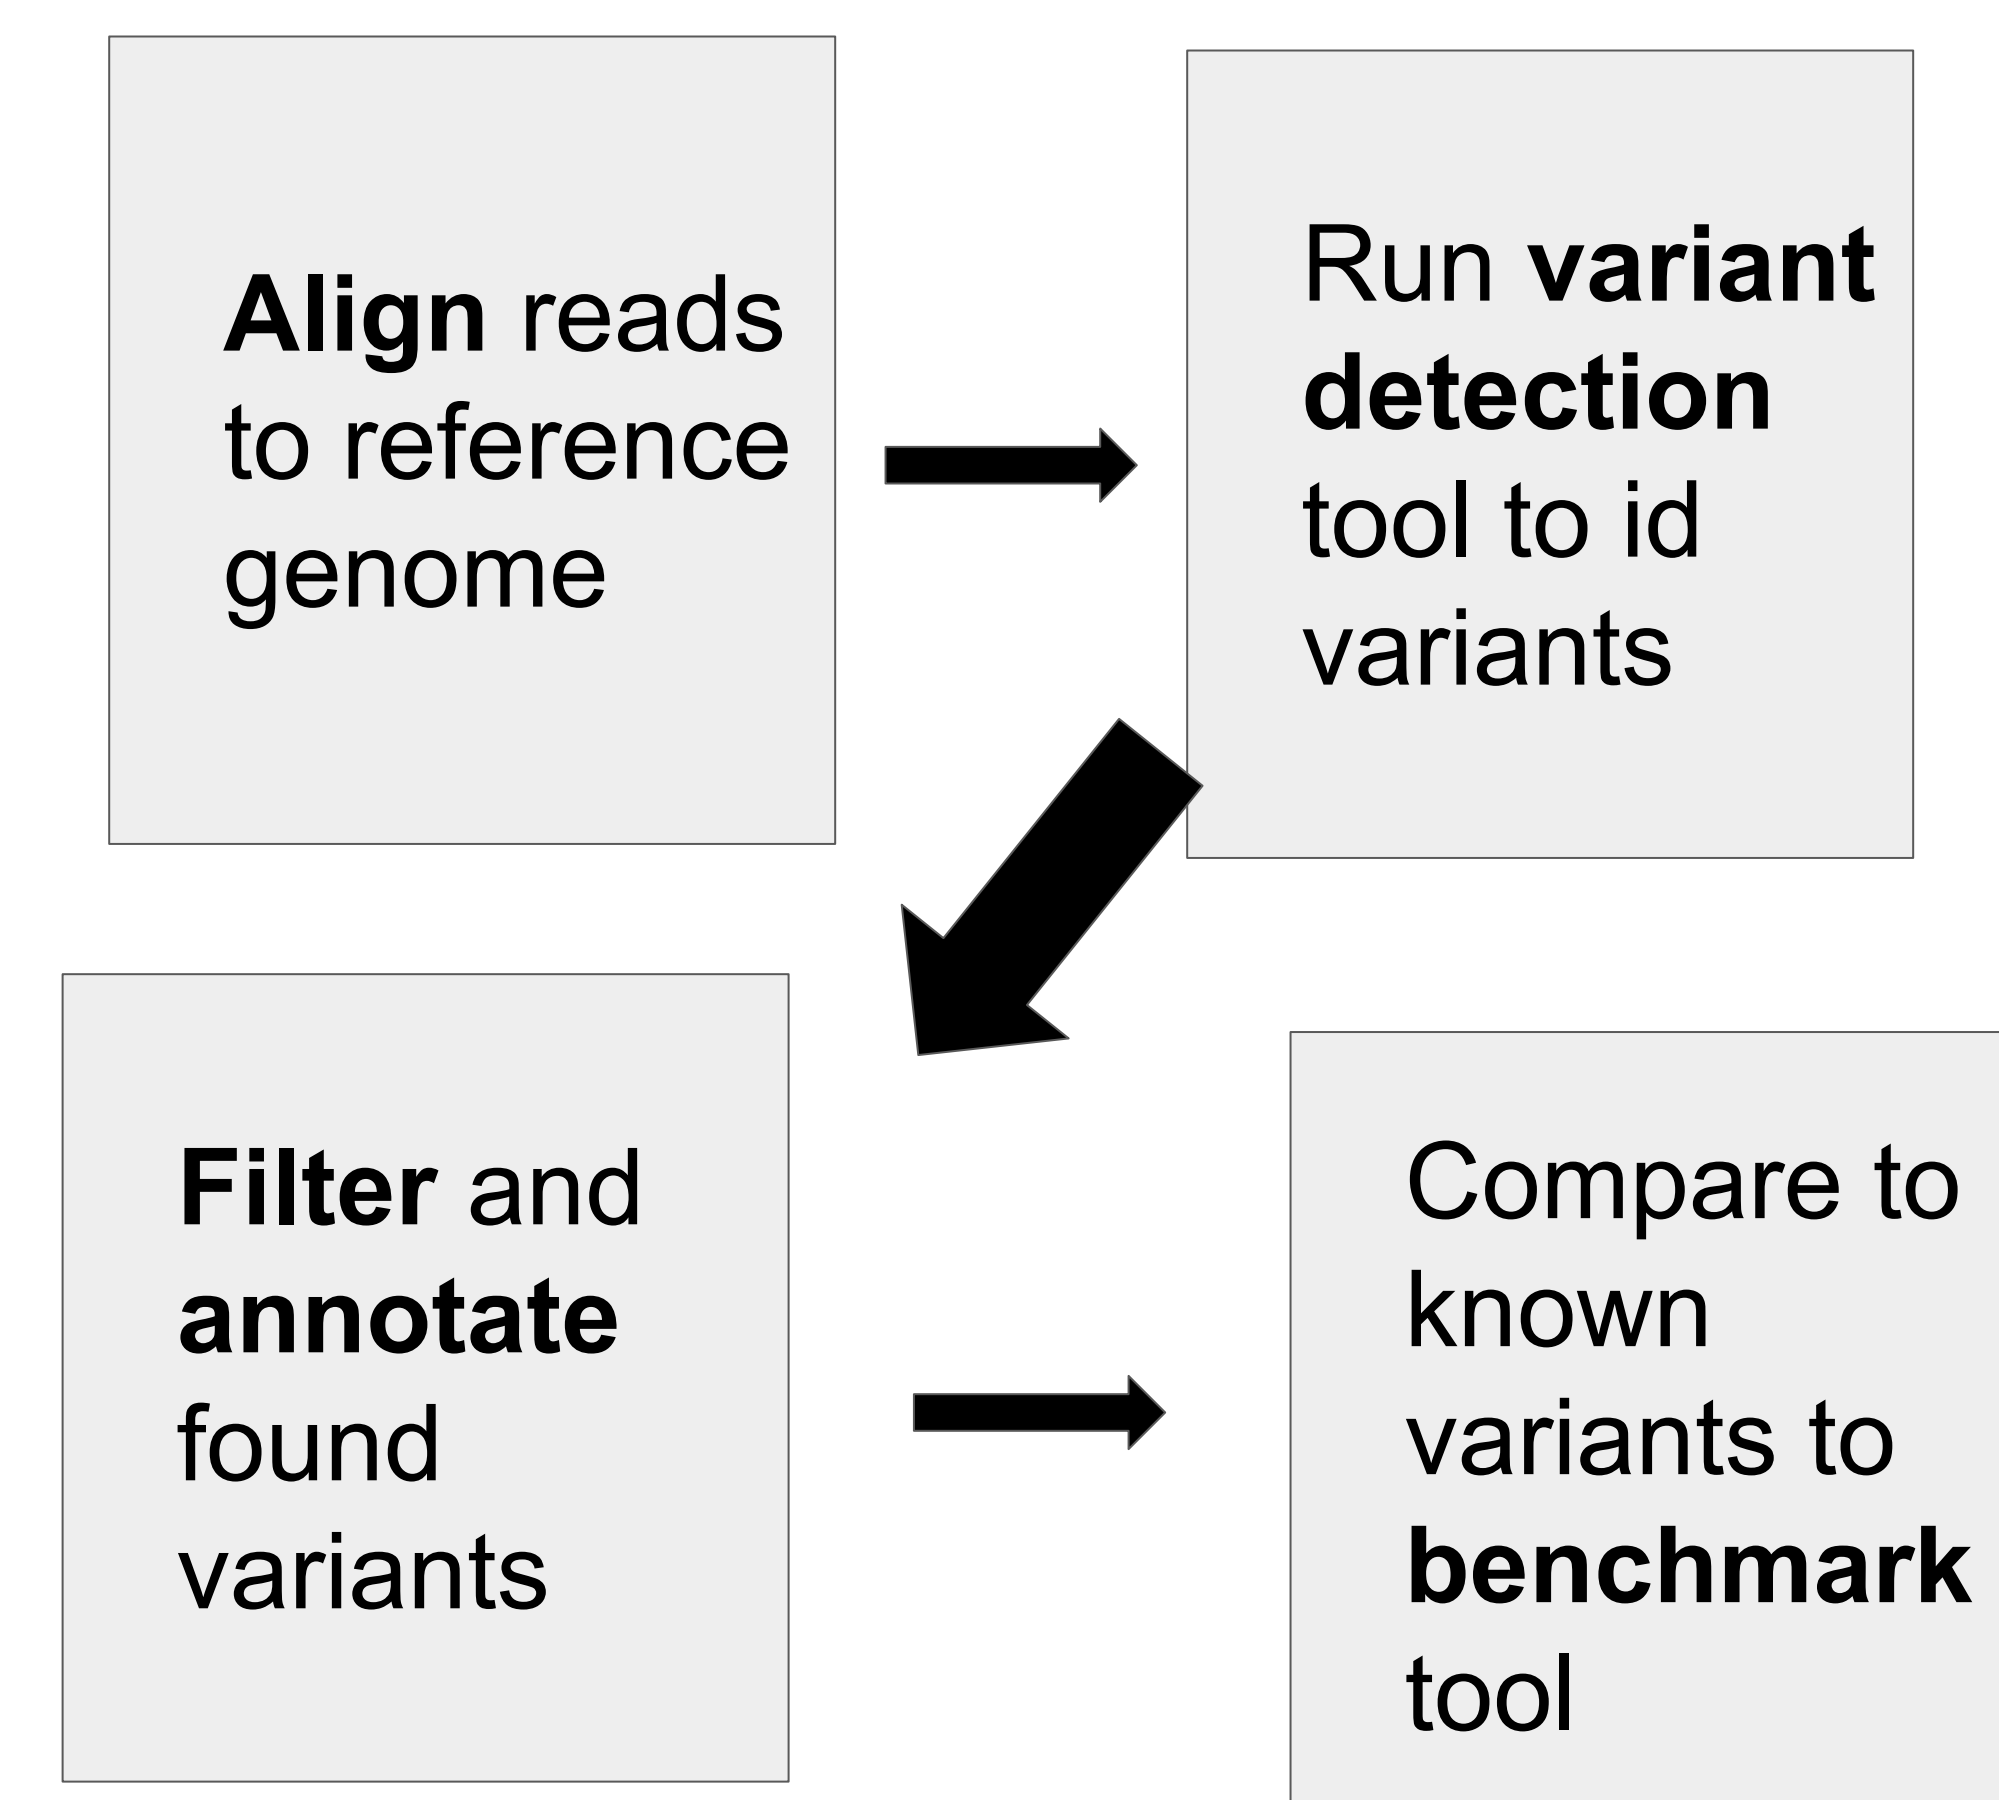 Align reads
to reference
genome
Run variant
detection
tool to id
variants
Filter and
annotate
found
variants
Compare to
known
variants to
benchmark
tool